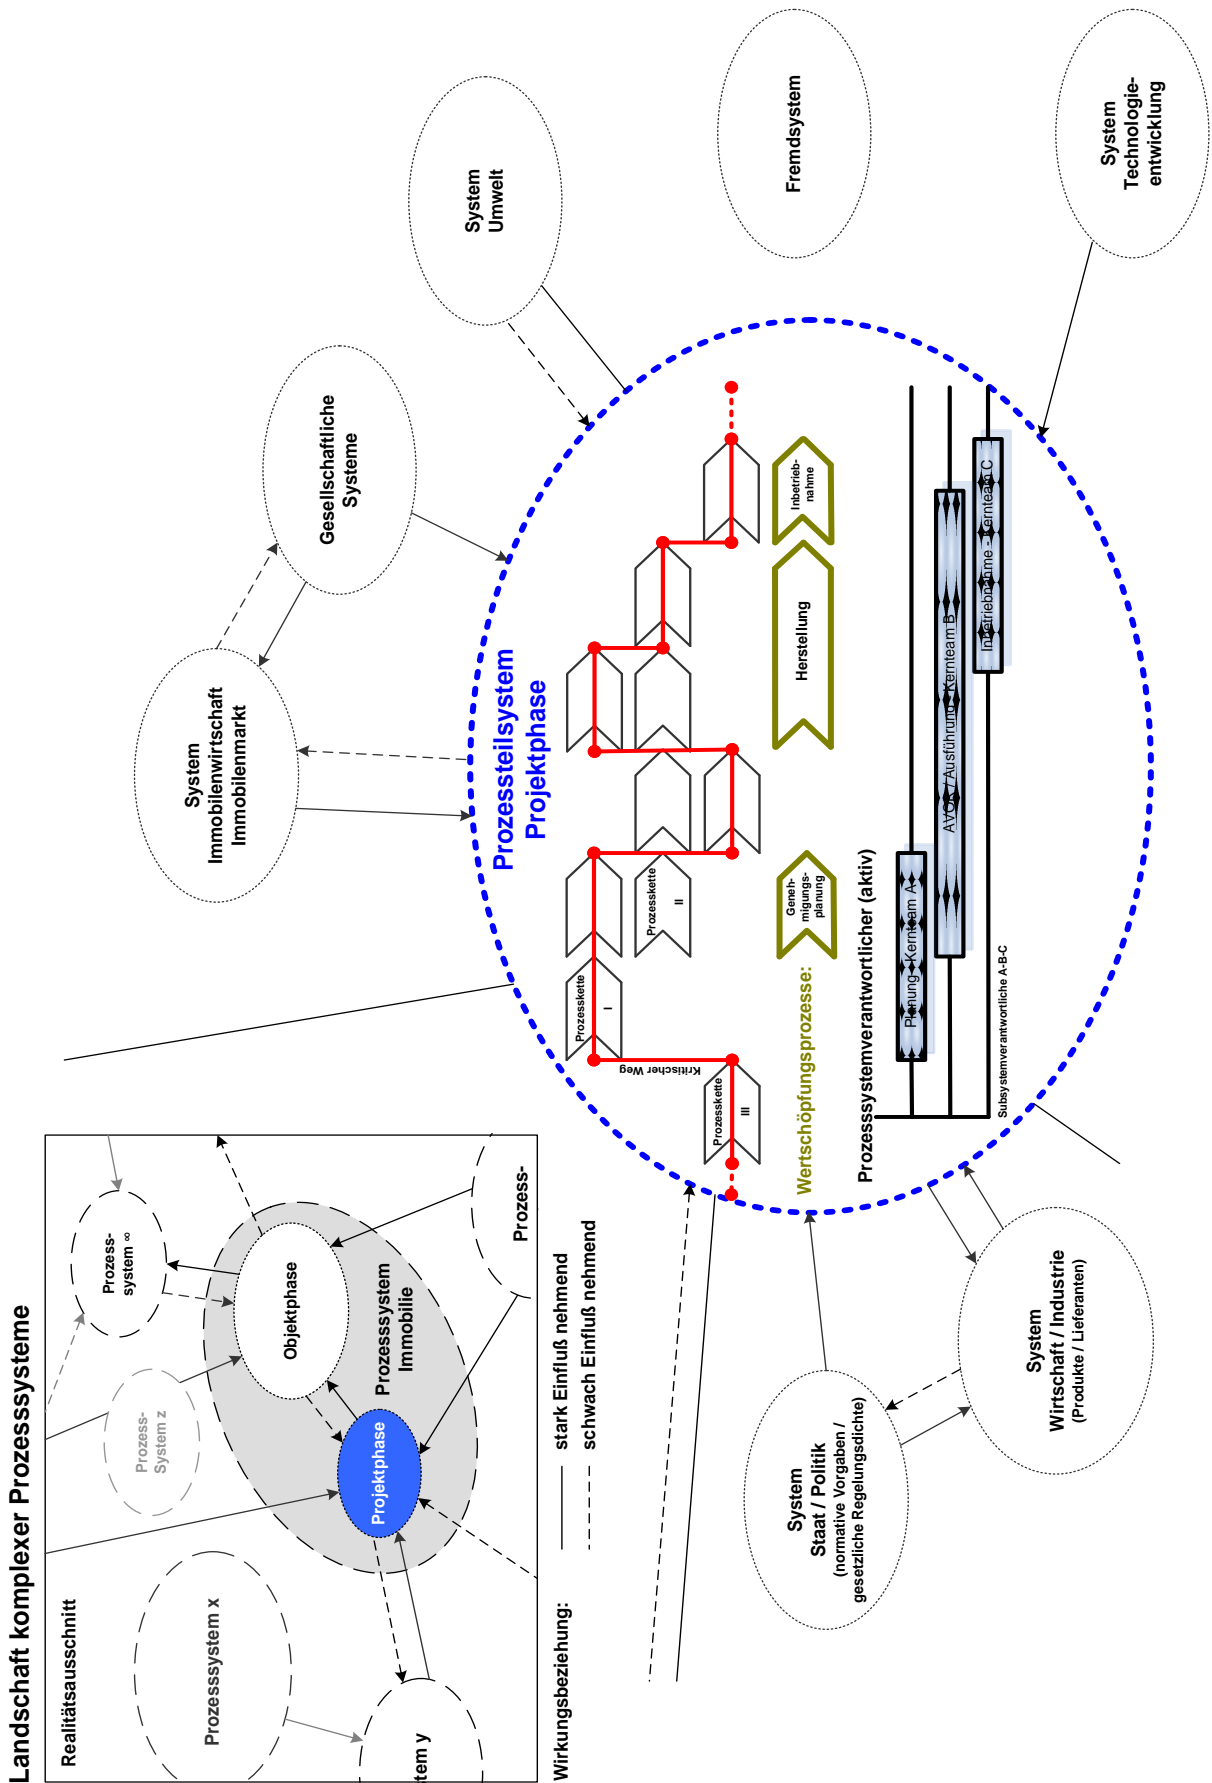 Landschaft komplexer Prozesssysteme
Realitätsausschnitt
Prozesssystem x
tem y
Prozess-
System z
Prozess-
system ∞
Objektphase
Prozesssystem
Immobilie
Projektphase
Prozess-
Wirkungsbeziehung:
stark Einfluß nehmend
schwach Einfluß nehmend
System
Immobilenwirtschaft
Immobilenmarkt
Gesellschaftliche
Systeme
System
Umwelt
Fremdsystem
System
Technologie-
entwicklung
System
Staat / Politik
(normative Vorgaben /
gesetzliche Regelungsdichte)
System
Wirtschaft / Industrie
(Produkte / Lieferanten)
Prozessteilsystem
Projektphase
Prozesskette
I
Prozesskette
II
Prozesskette
III
Kritischer Weg
Wertschöpfungsprozesse:
Geneh-
migungs-
planung
Herstellung
Inbetrieb-
nahme
Prozesssystemverantwortlicher (aktiv)
Planung - Kernteam A
AVOR / Ausführung - Kernteam B
Inbetriebnahme - Kernteam C
Subsystemverantwortliche A-B-C